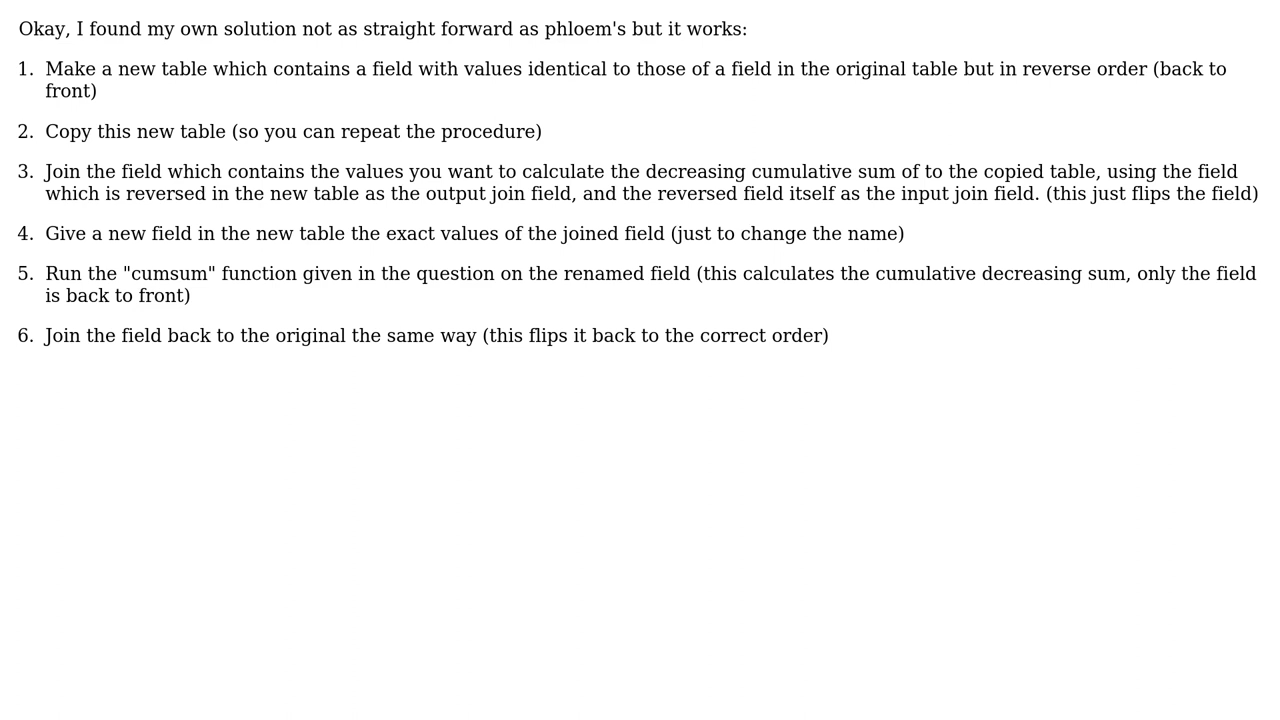 Okay, I found my own solution not as straight forward as phloem's but it works:
1. Make a new table which contains a field with values identical to those of a field in the original table but in reverse order (back to
front)
2. Copy this new table (so you can repeat the procedure)
3. Join the field which contains the values you want to calculate the decreasing cumulative sum of to the copied table, using the field
which is reversed in the new table as the output join field, and the reversed field itself as the input join field. (this just flips the field)
4. Give a new field in the new table the exact values of the joined field (just to change the name)
5. Run the "cumsum" function given in the question on the renamed field (this calculates the cumulative decreasing sum, only the field
is back to front)
6. Join the field back to the original the same way (this flips it back to the correct order)